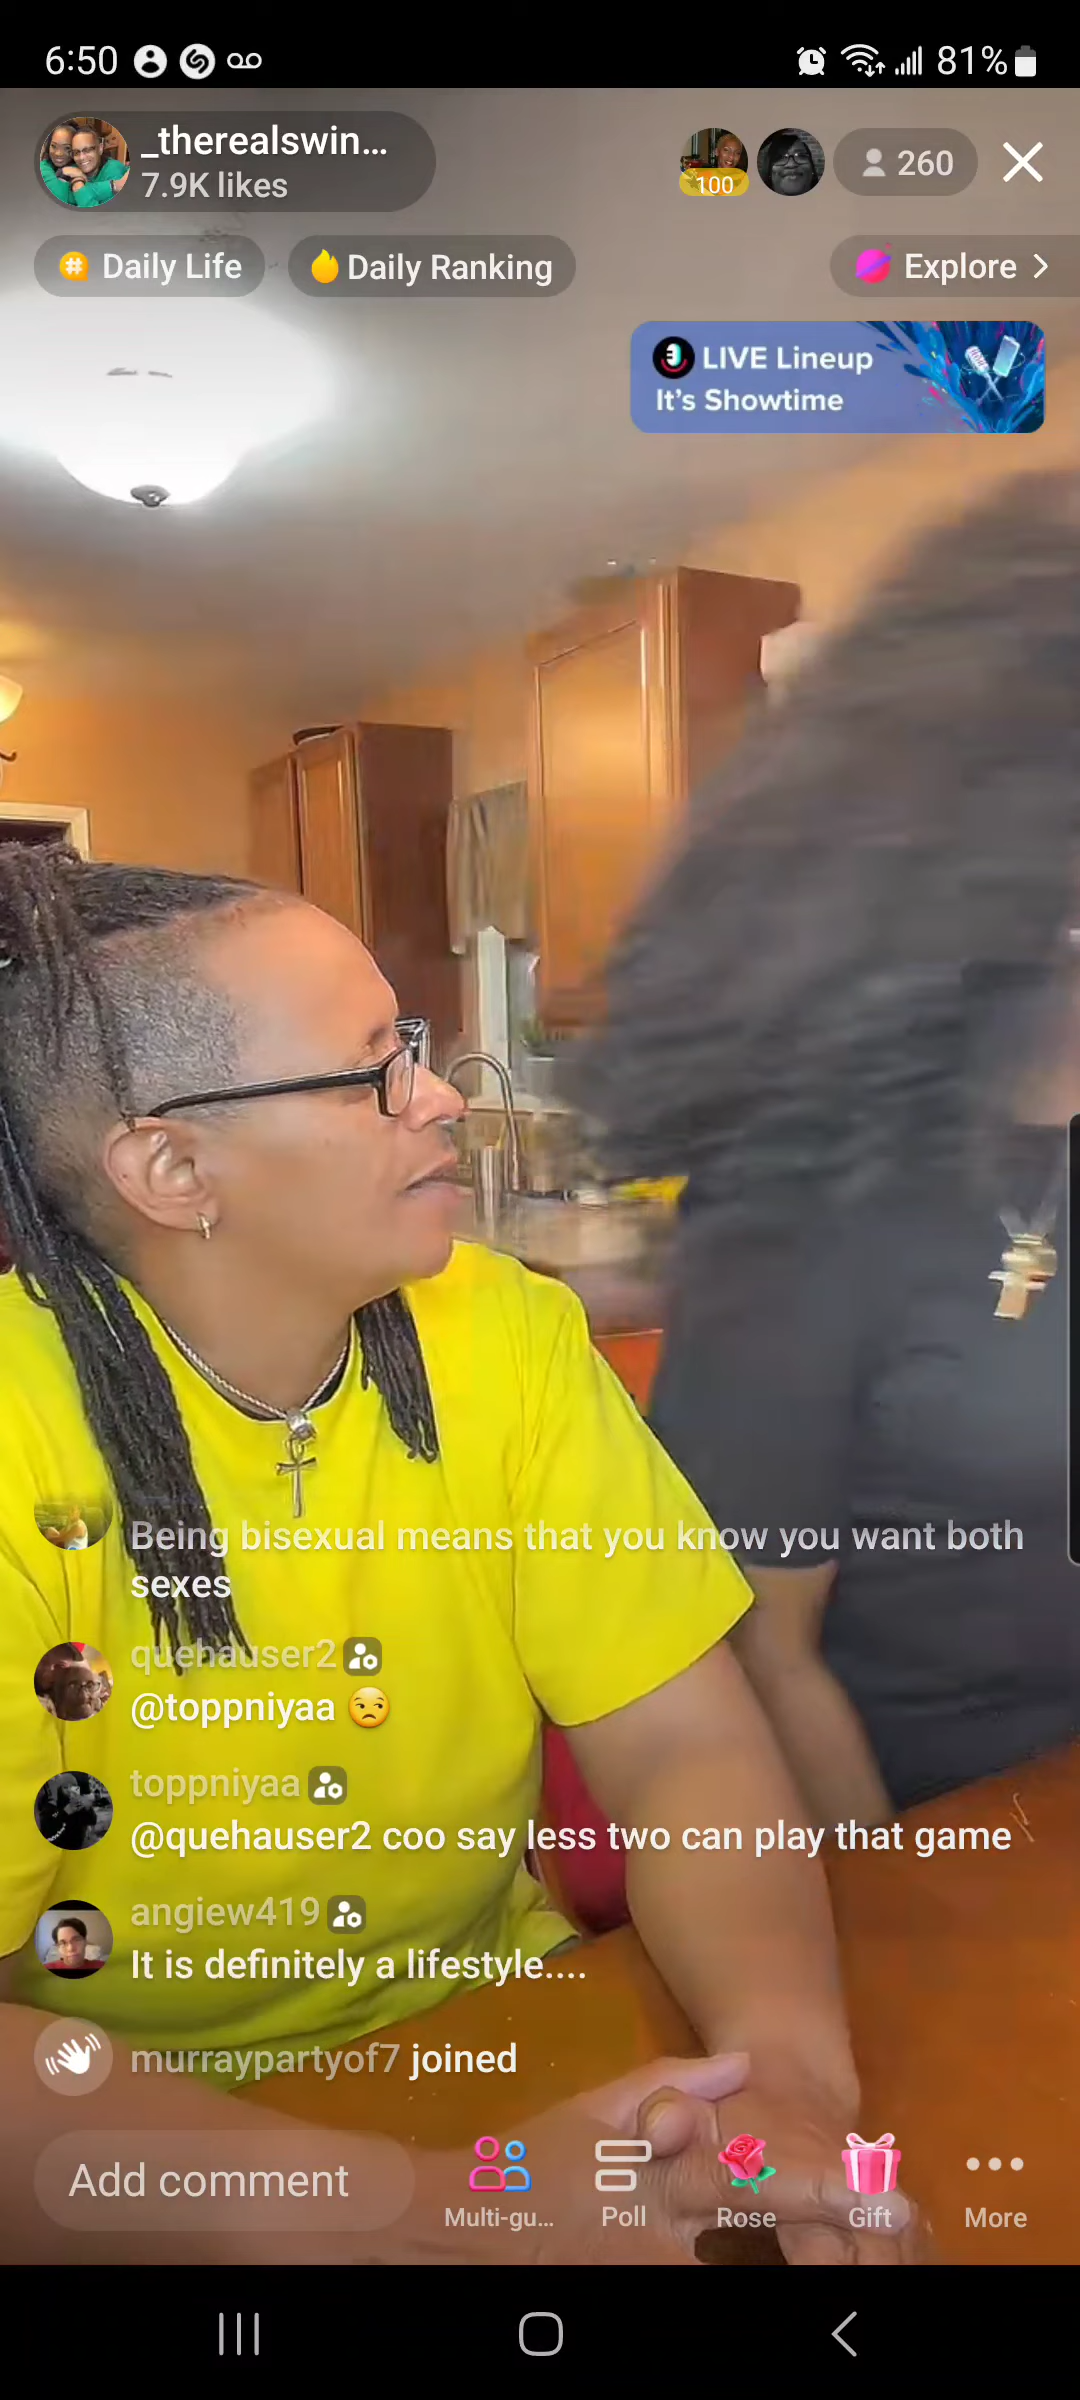 6:50
81%
_therealswin...
7.9K likes
100
260
Daily Life
Daily Ranking
Explore
LIVE Lineup
It's Showtime
Being bisexual means that you know you want both
sexes
quehauser2
@toppniyaa 😒
toppniyaa
@quehauser2 coo say less two can play that game
angiew419
It is definitely a lifestyle....
murraypartyof7 joined
Add comment
Multi-gu...
Poll
Rose
Gift
More